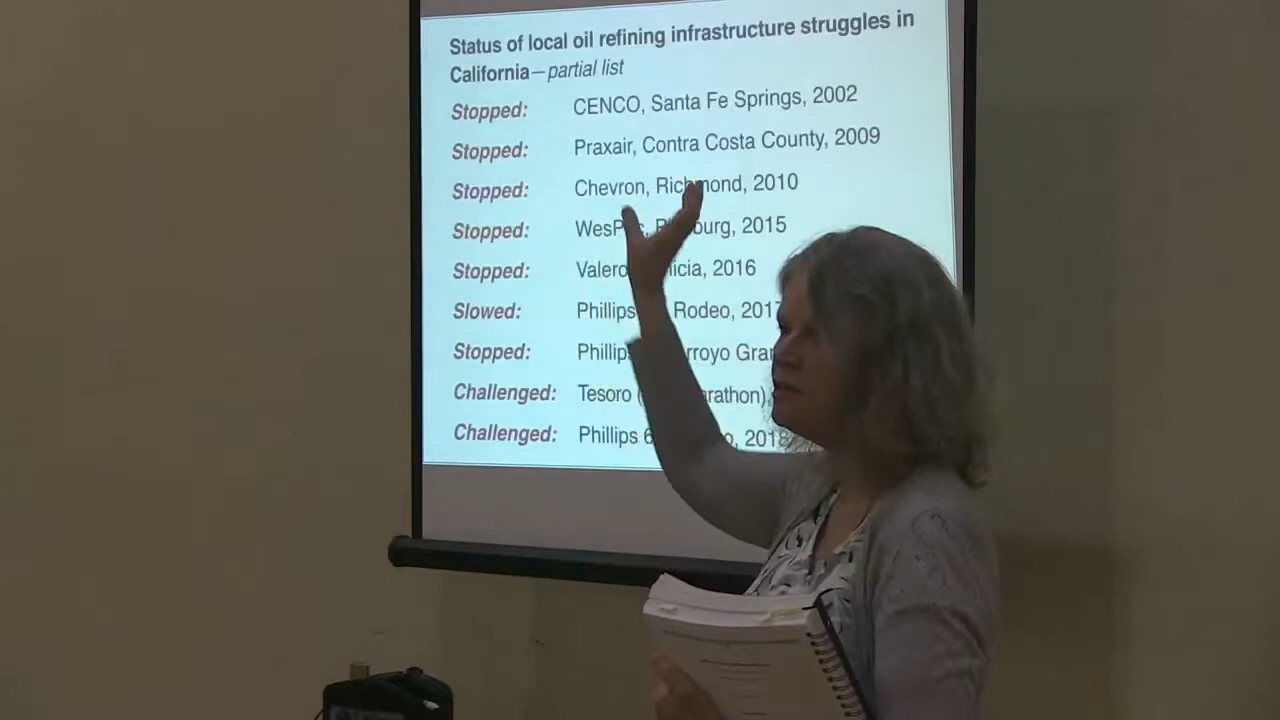 Status of local oil refining infrastructure struggles in
California—partial list
Stopped: CENCO, Santa Fe Springs, 2002
Stopped: Praxair, Contra Costa County, 2009
Stopped: Chevron, Richmond, 2010
Stopped: 2015
Stopped: Valero 2016
Slowed: Phillips Rodeo, 2017
Stopped:
Challenged: Tesoro
Challenged: Phillips 2018